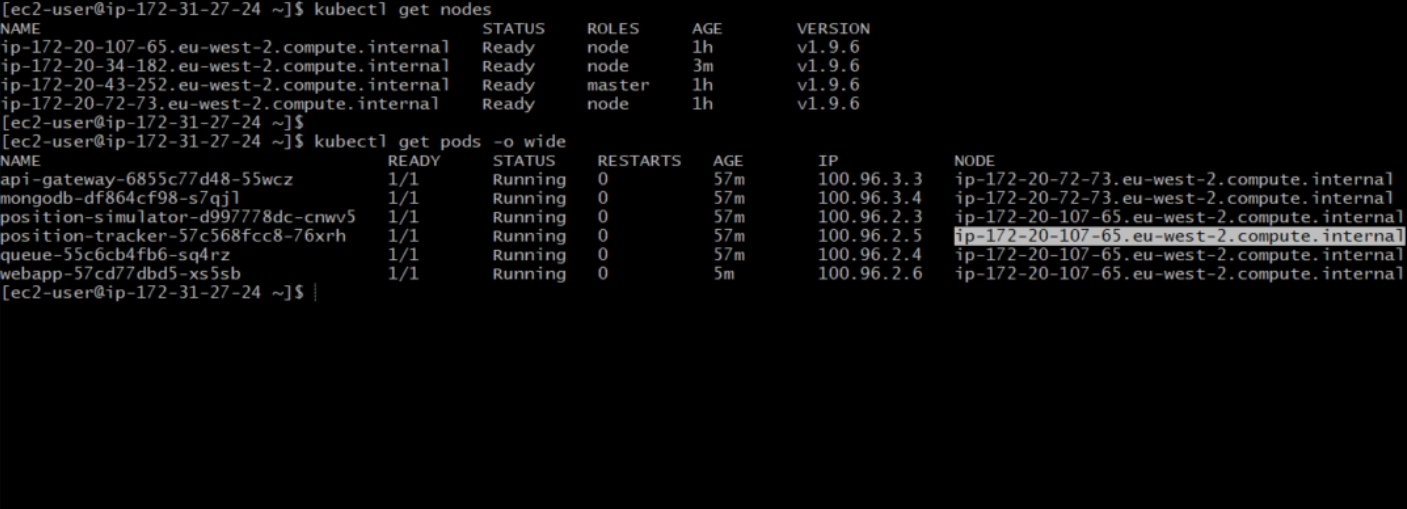 [ec2-user@ip-172-31-27-24 ~]$ kubectl get nodes
NAME STATUS ROLES AGE VERSION
ip-172-20-107-65.eu-west-2.compute.internal Ready node 1h v1.9.6
ip-172-20-34-182.eu-west-2.compute.internal Ready node 3m v1.9.6
ip-172-20-43-252.eu-west-2.compute.internal Ready master 1h v1.9.6
ip-172-20-72-73.eu-west-2.compute.internal Ready node 1h v1.9.6
[ec2-user@ip-172-31-27-24 ~]$
[ec2-user@ip-172-31-27-24 ~]$ kubectl get pods -o wide
NAME READY STATUS RESTARTS AGE IP NODE
api-gateway-6855c77d48-55wcz 1/1 Running 0 57m 100.96.3.3 ip-172-20-72-73.eu-west-2.compute.internal
mongodb-df864cf98-s7qjl 1/1 Running 0 57m 100.96.3.4 ip-172-20-72-73.eu-west-2.compute.internal
position-simulator-d997778dc-cnwv5 1/1 Running 0 57m 100.96.2.3 ip-172-20-107-65.eu-west-2.compute.internal
position-tracker-57c568fcc8-76xrh 1/1 Running 0 57m 100.96.2.5 ip-172-20-107-65.eu-west-2.compute.internal
queue-55c6cb4fb6-sq4rz 1/1 Running 0 57m 100.96.2.4 ip-172-20-107-65.eu-west-2.compute.internal
webapp-57cd77dbd5-xs5sb 1/1 Running 0 5m 100.96.2.6 ip-172-20-107-65.eu-west-2.compute.internal
[ec2-user@ip-172-31-27-24 ~]$